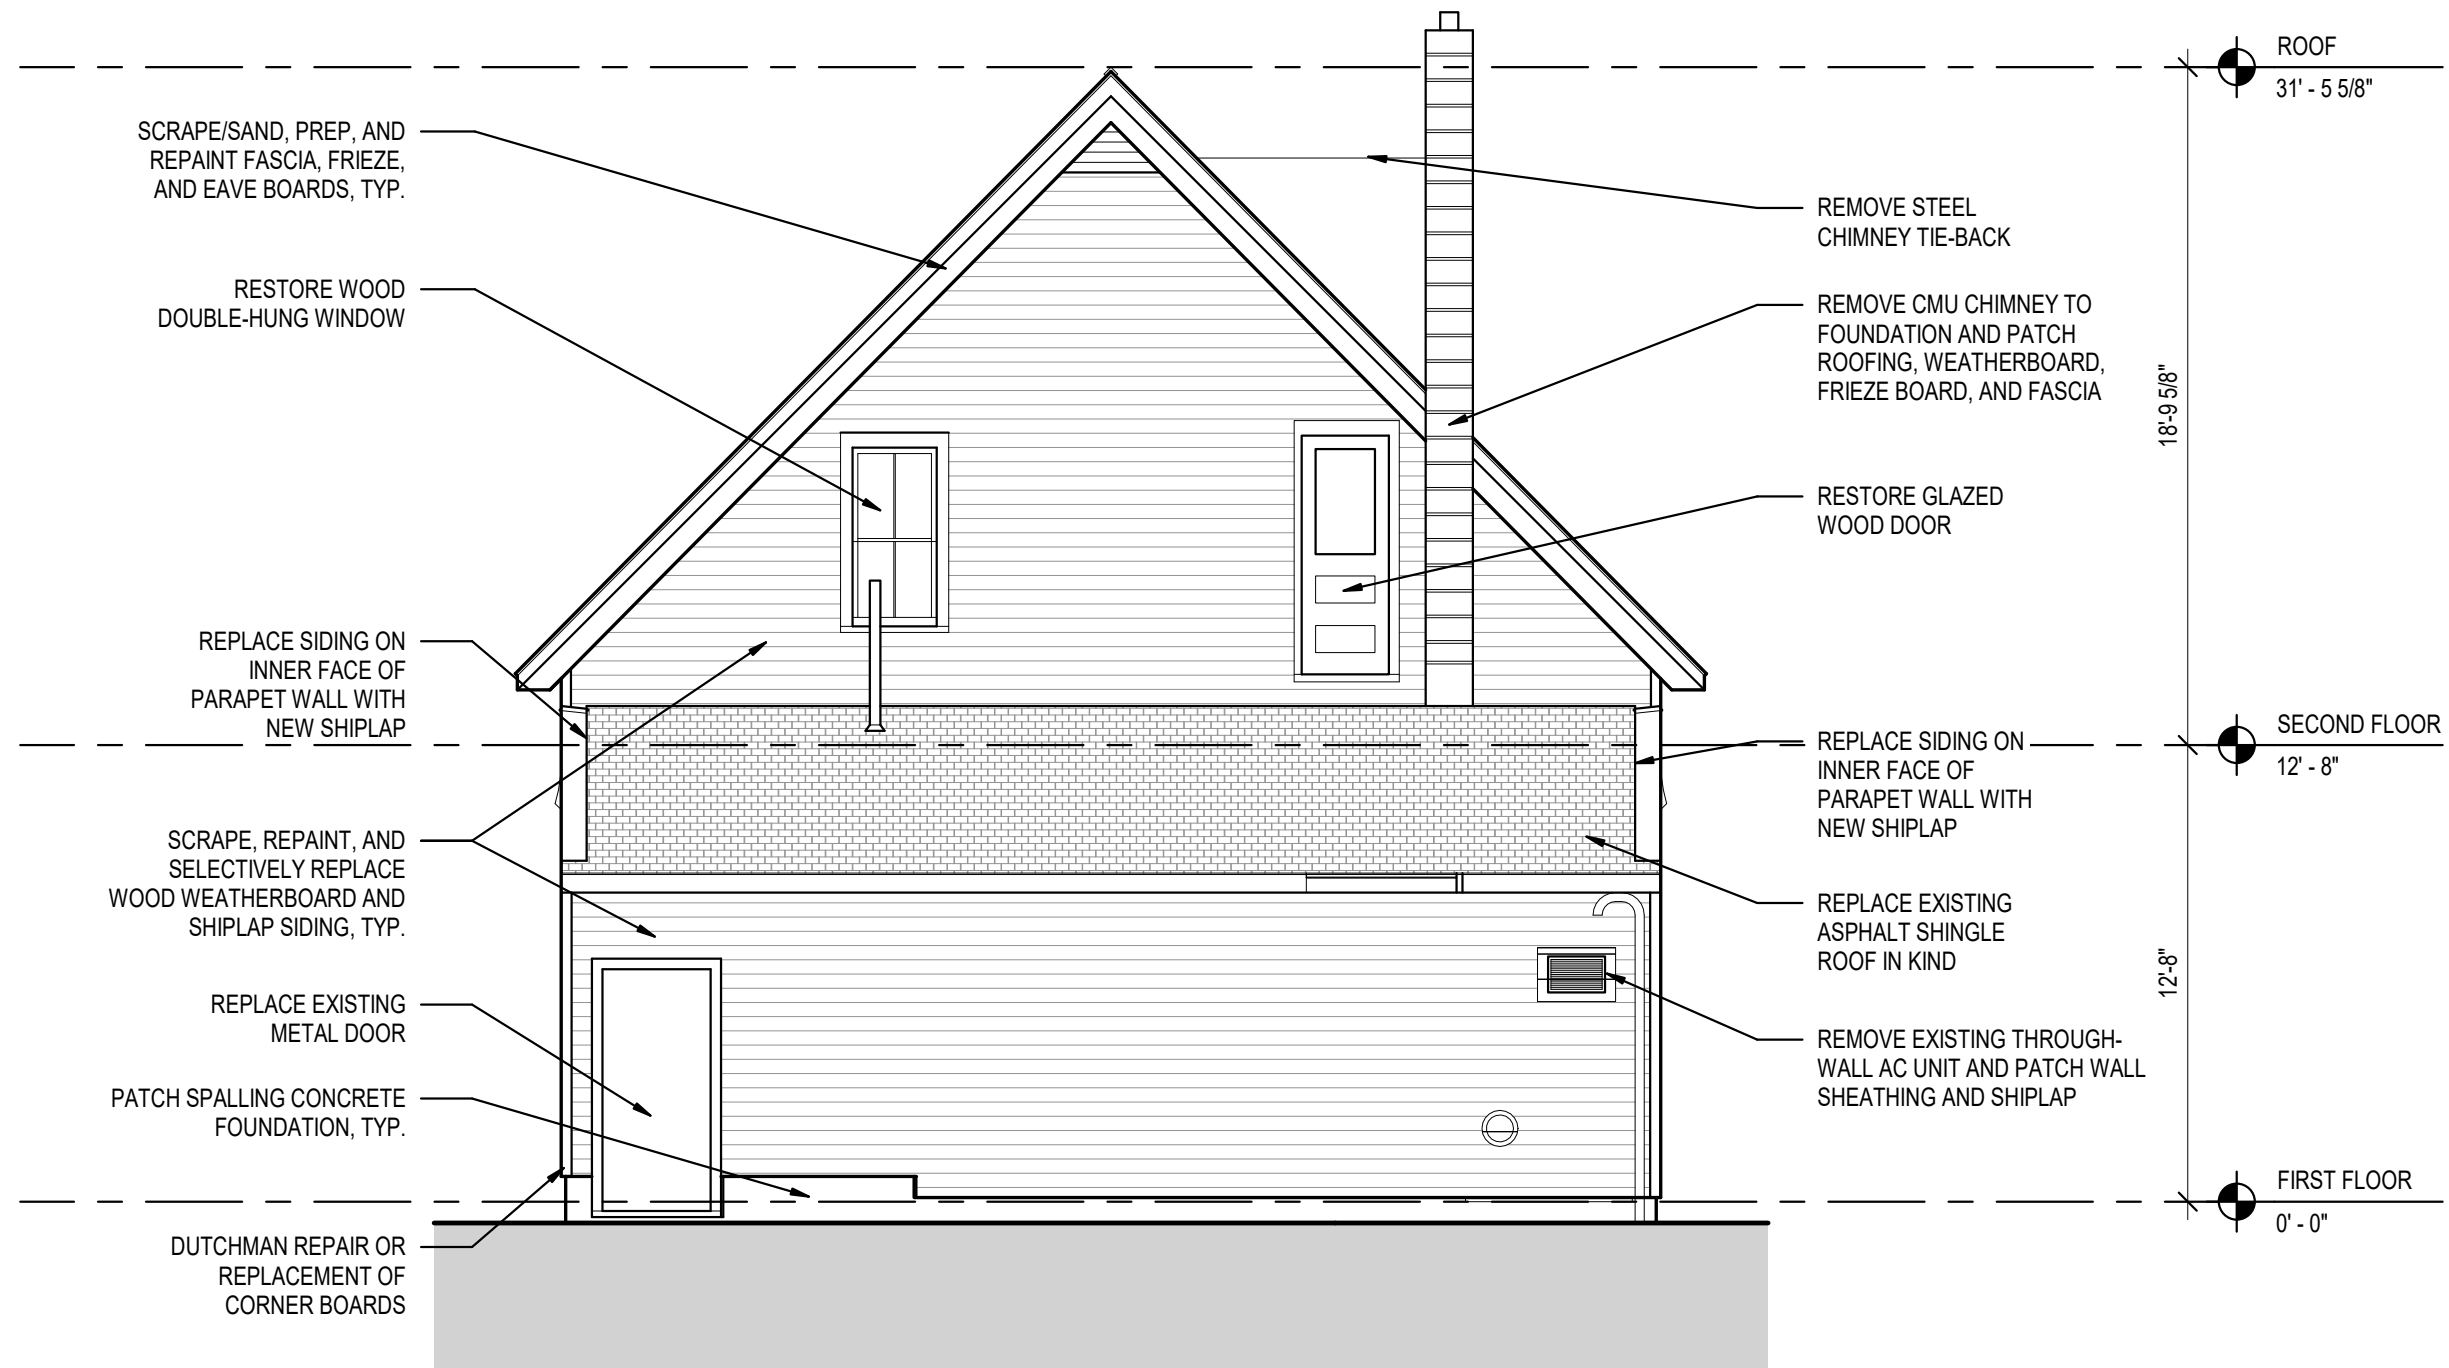 ROOF
31' - 5 5/8"
SCRAPE/SAND, PREP, AND
REPAINT FASCIA, FRIEZE,
AND EAVE BOARDS, TYP.
RESTORE WOOD
DOUBLE-HUNG WINDOW
REPLACE SIDING ON
INNER FACE OF
PARAPET WALL WITH
NEW SHIPLAP
SCRAPE, REPAINT, AND
SELECTIVELY REPLACE
WOOD WEATHERBOARD AND
SHIPLAP SIDING, TYP.
REPLACE EXISTING
METAL DOOR
PATCH SPALLING CONCRETE
FOUNDATION, TYP.
DUTCHMAN REPAIR OR
REPLACEMENT OF
CORNER BOARDS
REMOVE STEEL
CHIMNEY TIE-BACK
REMOVE CMU CHIMNEY TO
FOUNDATION AND PATCH
ROOFING, WEATHERBOARD,
FRIEZE BOARD, AND FASCIA
RESTORE GLAZED
WOOD DOOR
REPLACE SIDING ON
INNER FACE OF
PARAPET WALL WITH
NEW SHIPLAP
REPLACE EXISTING
ASPHALT SHINGLE
ROOF IN KIND
REMOVE EXISTING THROUGH-
WALL AC UNIT AND PATCH WALL
SHEATHING AND SHIPLAP
18'-9 5/8"
SECOND FLOOR
12' - 8"
12'-8"
FIRST FLOOR
0' - 0"